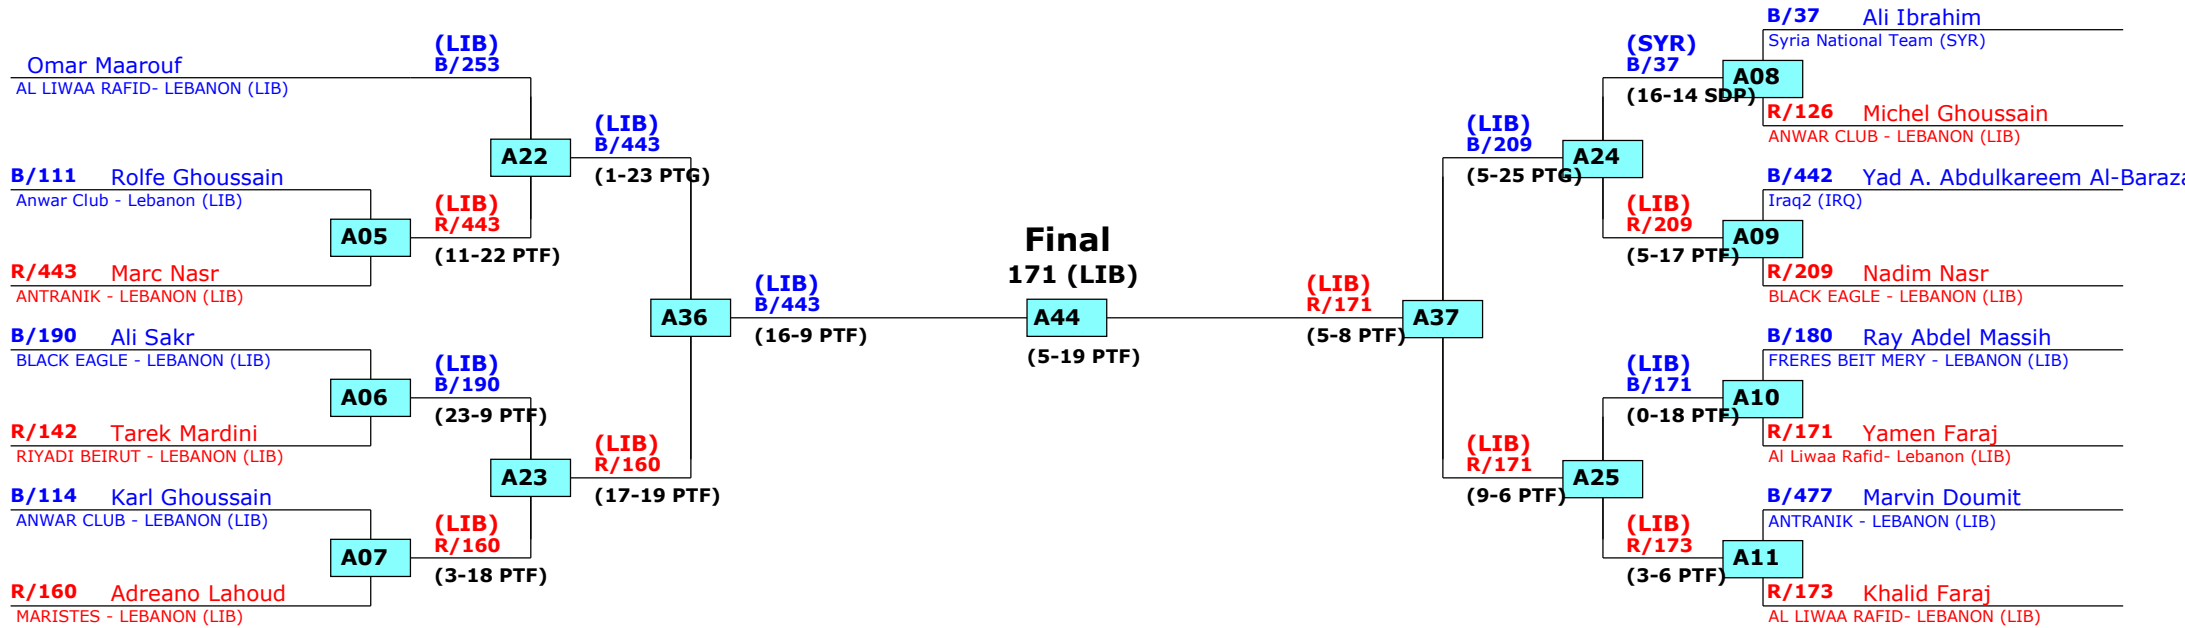 Omar Maarouf
AL LIWAA RAFID- LEBANON (LIB)
(LIB)
B/253
B/111 Rolfe Ghoussain
Anwar Club - Lebanon (LIB)
A05
R/443 Marc Nasr
ANTRANIK - LEBANON (LIB)
(LIB)
R/443
(11-22 PTF)
A22
B/190 Ali Sakr
BLACK EAGLE - LEBANON (LIB)
A06
R/142 Tarek Mardini
RIYADI BEIRUT - LEBANON (LIB)
(LIB)
B/190
(23-9 PTF)
B/114 Karl Ghoussain
ANWAR CLUB - LEBANON (LIB)
A07
R/160 Adreano Lahoud
MARISTES - LEBANON (LIB)
(LIB)
R/160
(3-18 PTF)
A23
(LIB)
B/443
(1-23 PTG)
A36
(LIB)
R/160
(17-19 PTF)
(LIB)
B/443
(16-9 PTF)
Final
171 (LIB)
A44
(5-19 PTF)
(LIB)
R/171
(5-8 PTF)
A37
(LIB)
B/209
(5-25 PTG)
A24
(LIB)
R/171
(9-6 PTF)
A25
(SYR)
B/37
(16-14 SDP)
A08
(LIB)
R/209
(5-17 PTF)
A09
(LIB)
B/171
(0-18 PTF)
A10
(LIB)
R/173
(3-6 PTF)
A11
B/37 Ali Ibrahim
Syria National Team (SYR)
R/126 Michel Ghoussain
ANWAR CLUB - LEBANON (LIB)
B/442 Yad A. Abdulkareem
Iraq2 (IRQ)
R/209 Nadim Nasr
BLACK EAGLE - LEBANON (LIB)
B/180 Ray Abdel Massih
FRERES BEIT MERY - LEBANON (LIB)
R/171 Yamen Faraj
Al Liwaa Rafid- Lebanon (LIB)
B/477 Marvin Doumit
ANTRANIK - LEBANON (LIB)
R/173 Khalid Faraj
AL LIWAA RAFID- LEBANON (LIB)